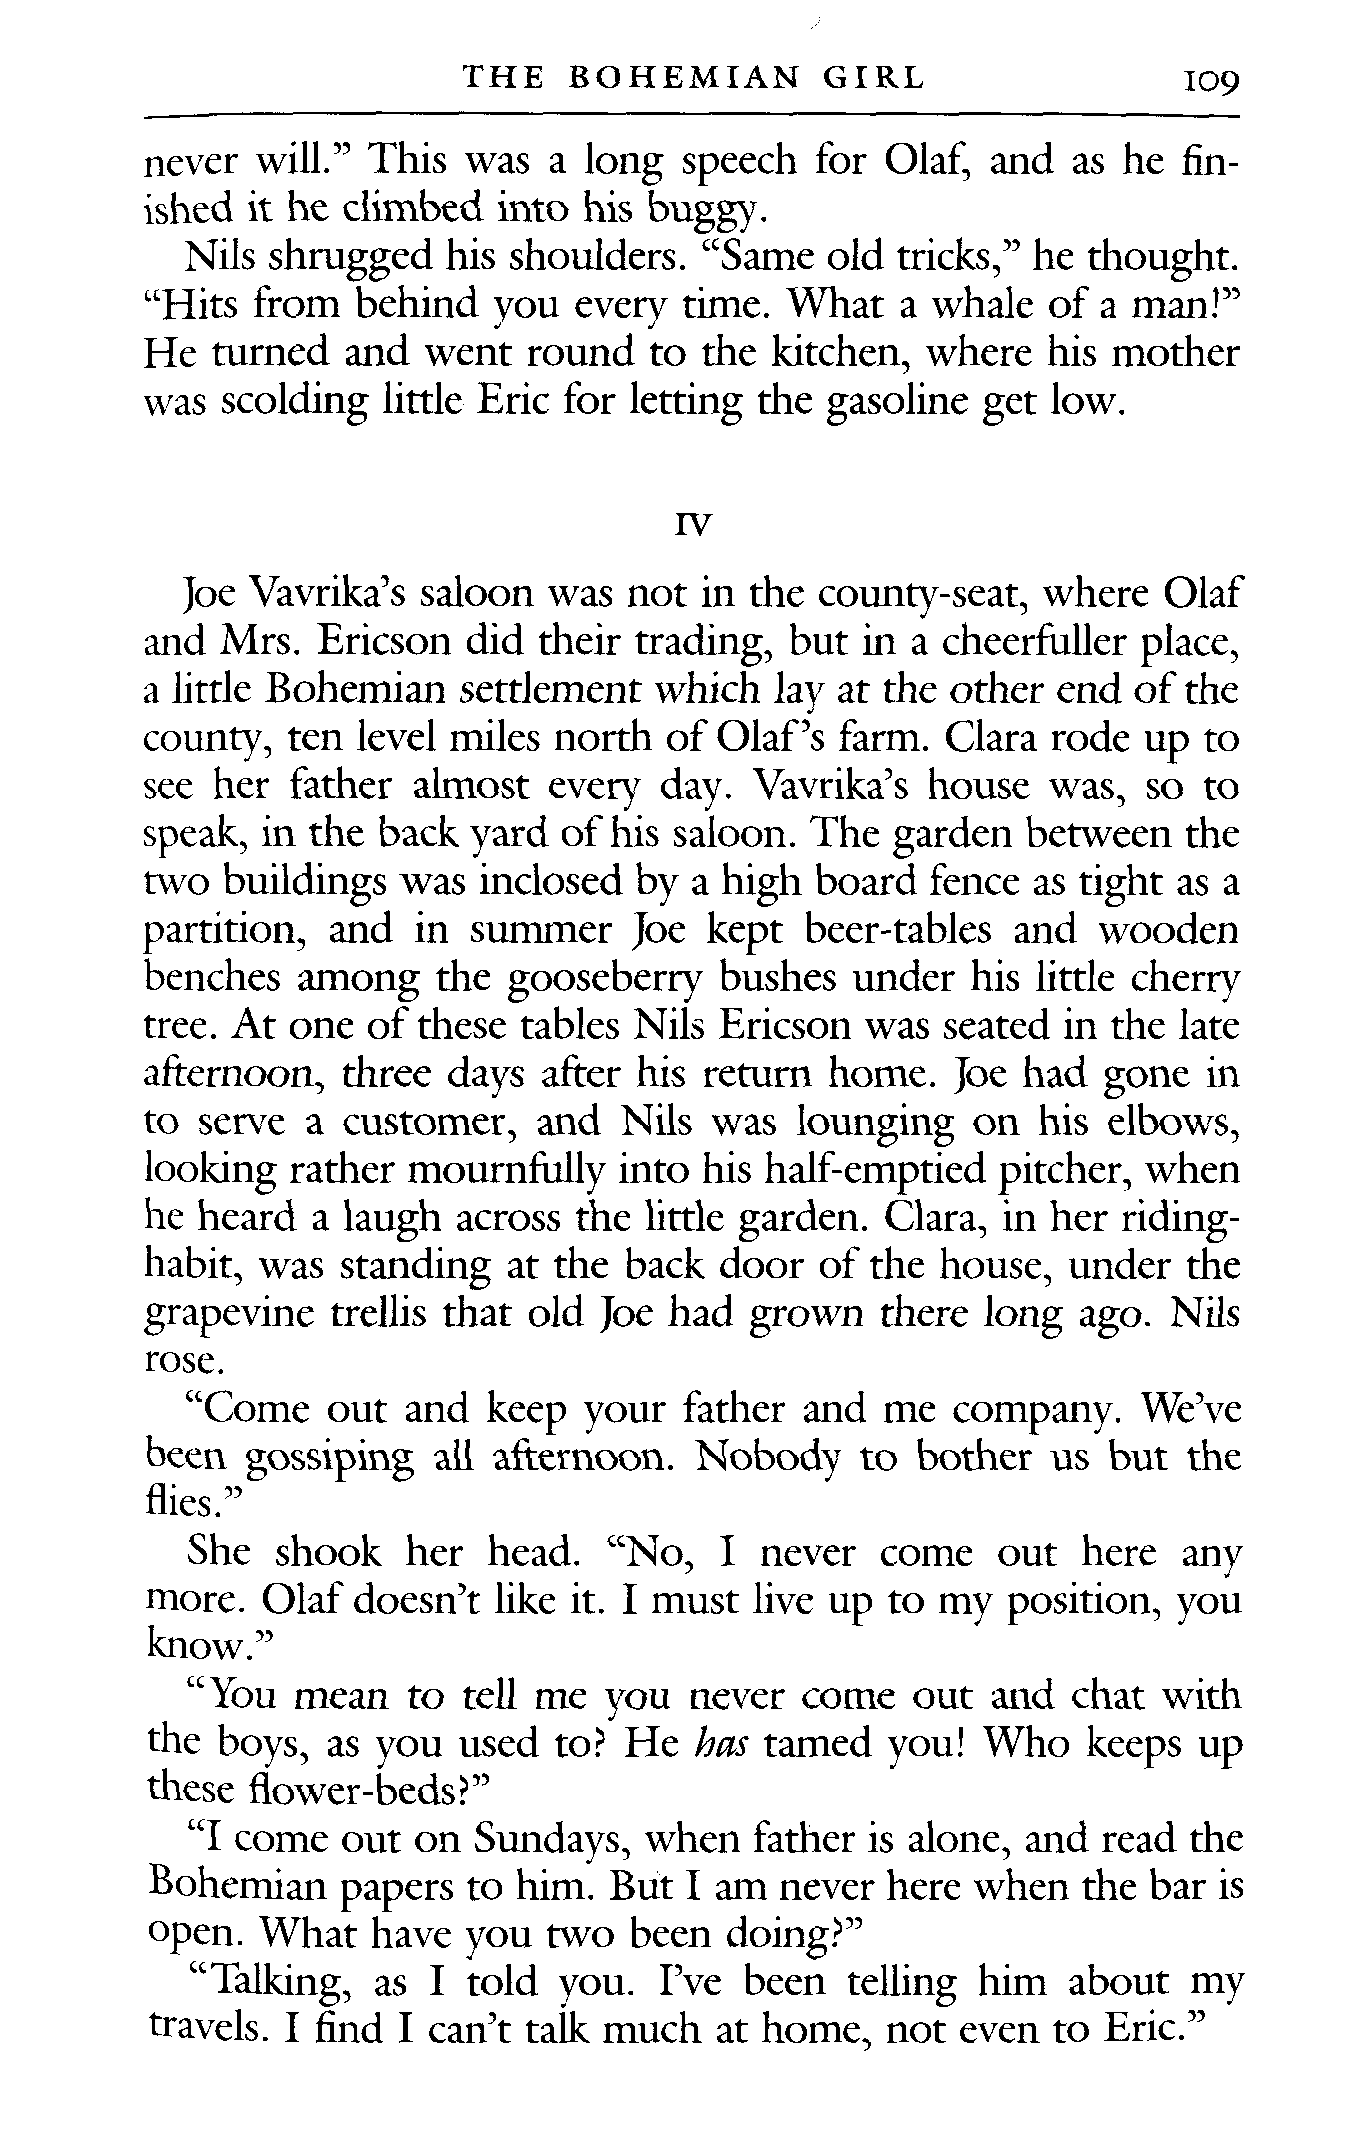 THE BOHEMIAN GIRL 109
never will.” This was a long speech for Olaf, and as he fin-
ished it he climbed into his buggy.
Nils shrugged his shoulders. “Same old tricks,” he thought.
“Hits from behind you every time. What a whale of a man!”
He turned and went round to the kitchen, where his mother
was scolding little Eric for letting the gasoline get low.
IV
Joe Vavrika’s saloon was not in the county-seat, where Olaf
and Mrs. Ericson did their trading, but in a cheerfuller place,
a little Bohemian settlement which lay at the other end of the
county, ten level miles north of Olaf’s farm. Clara rode up to
see her father almost every day. Vavrika’s house was, so to
speak, in the back yard of his saloon. The garden between the
two buildings was inclosed by a high board fence as tight as a
partition, and in summer Joe kept beer-tables and wooden
benches among the gooseberry bushes under his little cherry
tree. At one of these tables Nils Ericson was seated in the late
afternoon, three days after his return home. Joe had gone in
to serve a customer, and Nils was lounging on his elbows,
looking rather mournfully into his half-emptied pitcher, when
he heard a laugh across the little garden. Clara, in her riding-
habit, was standing at the back door of the house, under the
grapevine trellis that old Joe had grown there long ago. Nils
rose.
“Come out and keep your father and me company. We’ve
been gossiping all afternoon. Nobody to bother us but the
flies.”
She shook her head. “No, I never come out here any
more. Olaf doesn’t like it. I must live up to my position, you
know.”
“You mean to tell me you never come out and chat with
the boys, as you used to? He has tamed you! Who keeps up
these flower-beds?”
“I come out on Sundays, when father is alone, and read the
Bohemian papers to him. But I am never here when the bar is
open. What have you two been doing?”
“Talking, as I told you. I’ve been telling him about my
travels. I find I can’t talk much at home, not even to Eric.”